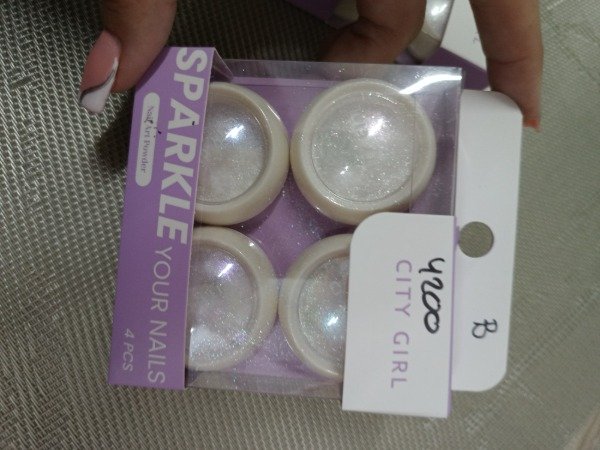 SPARKLE
YOUR NAILS
Nail Art Powder
4 PCS
4200
CITY GIRL
B